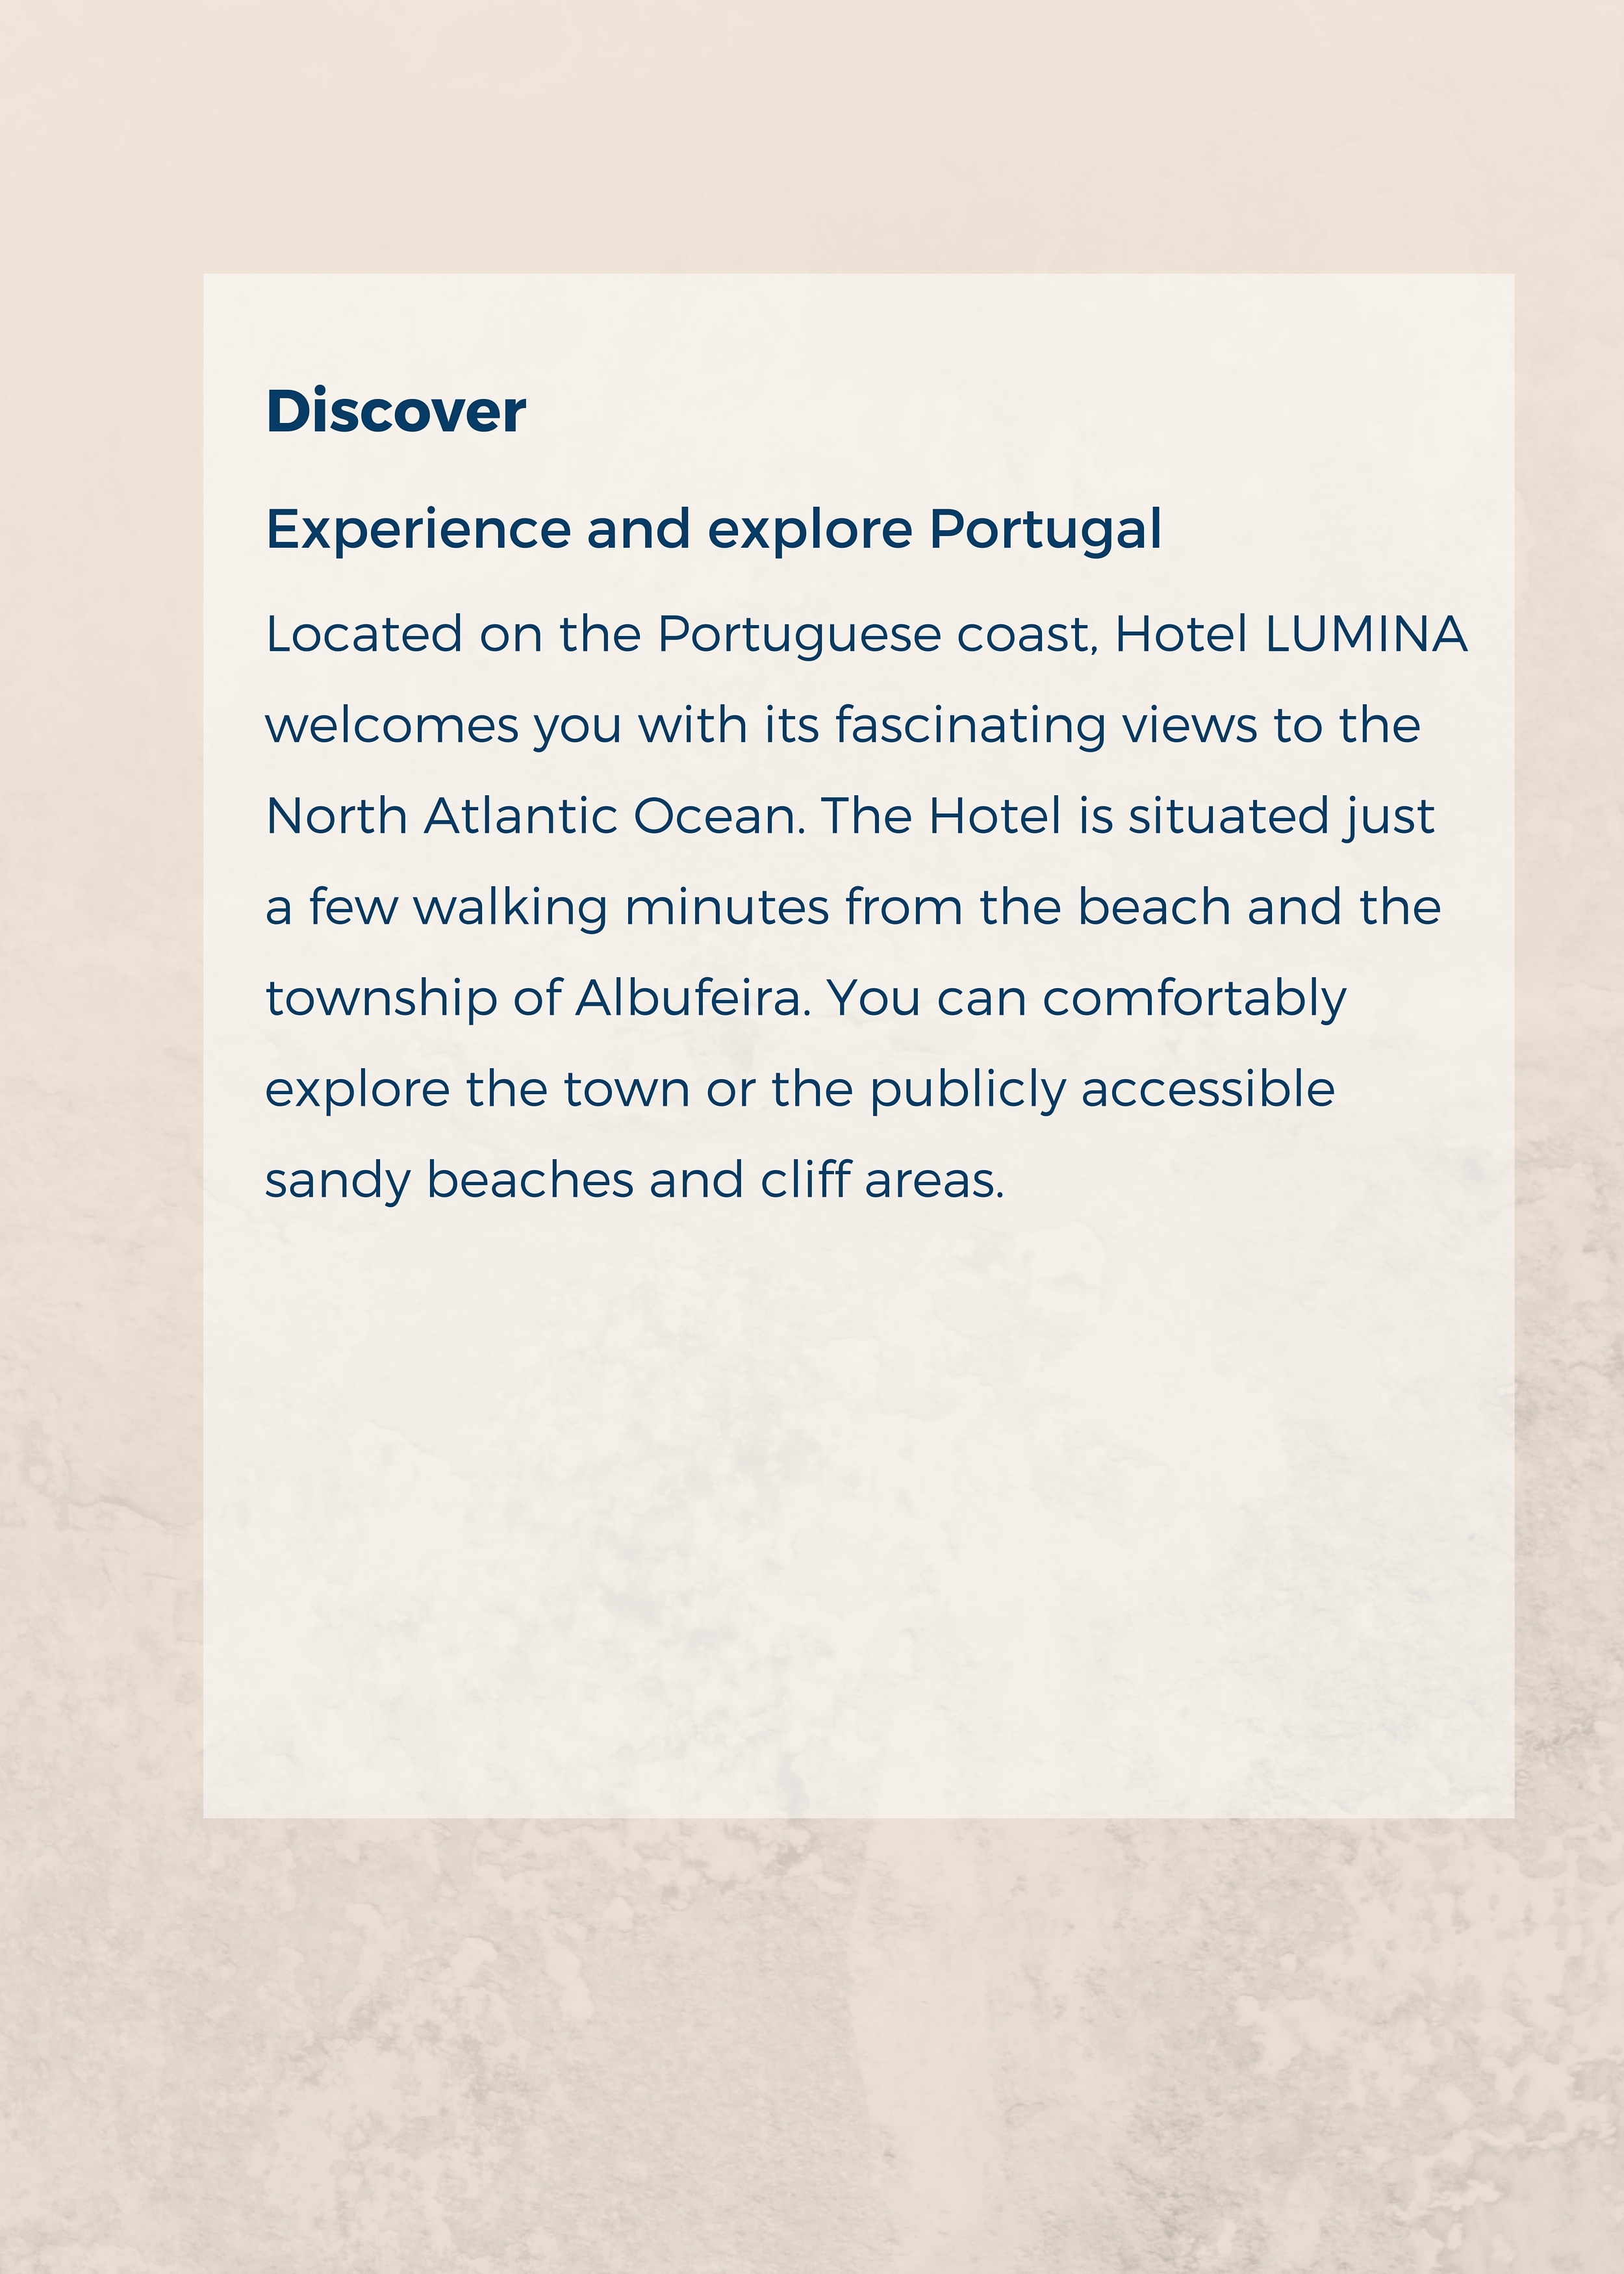 Discover
Experience and explore Portugal
Located on the Portuguese coast, Hotel LUMINA
welcomes you with its fascinating views to the
North Atlantic Ocean. The Hotel is situated just
a few walking minutes from the beach and the
township of Albufeira. You can comfortably
explore the town or the publicly accessible
sandy beaches and cliff areas.